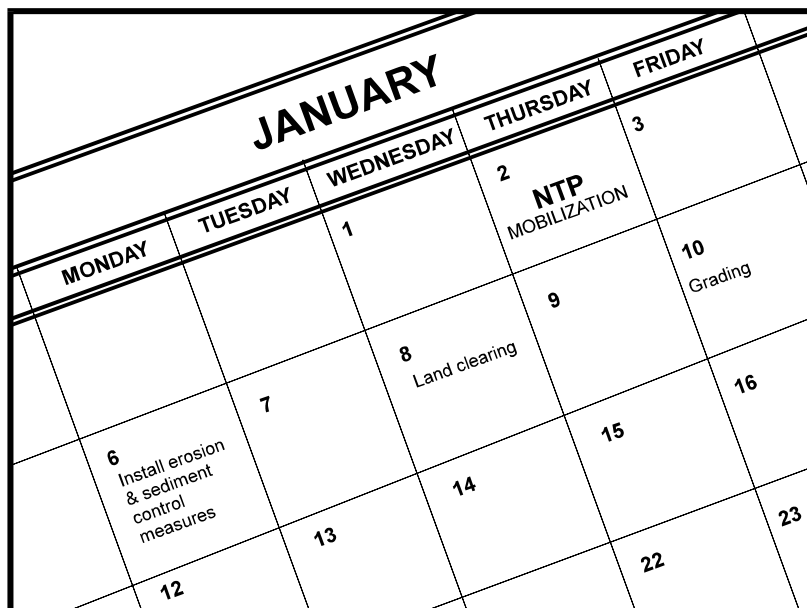 JANUARY
MONDAY
TUESDAY
WEDNESDAY
THURSDAY
FRIDAY
1
2
NTP
MOBILIZATION
3
6
Install erosion
& sediment
control
measures
7
8
Land clearing
9
10
Grading
12
13
14
15
16
22
23